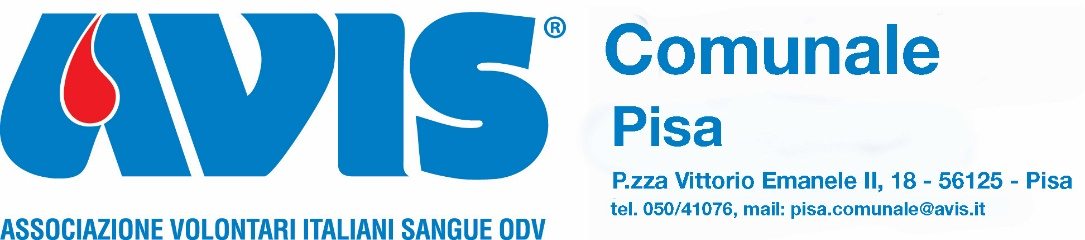 AVIS®
ASSOCIAZIONE VOLONTARI ITALIANI SANGUE ODV
Comunale
Pisa
P.zza Vittorio Emanele II, 18 - 56125 - Pisa
tel. 050/41076, mail: pisa.comunale@avis.it